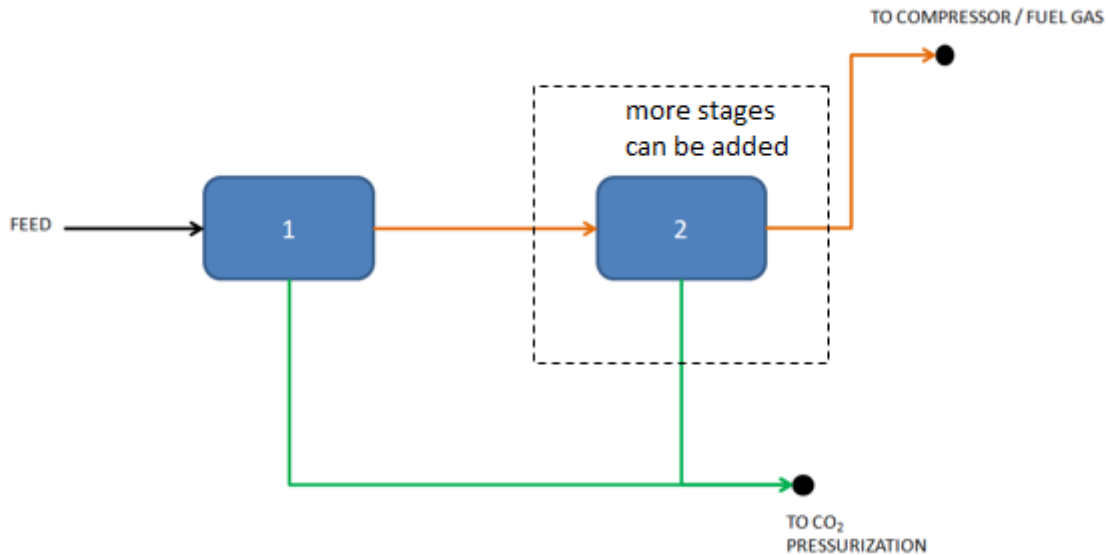 TO COMPRESSOR / FUEL GAS
more stages
can be added
FEED
1
2
TO CO₂
PRESSURIZATION